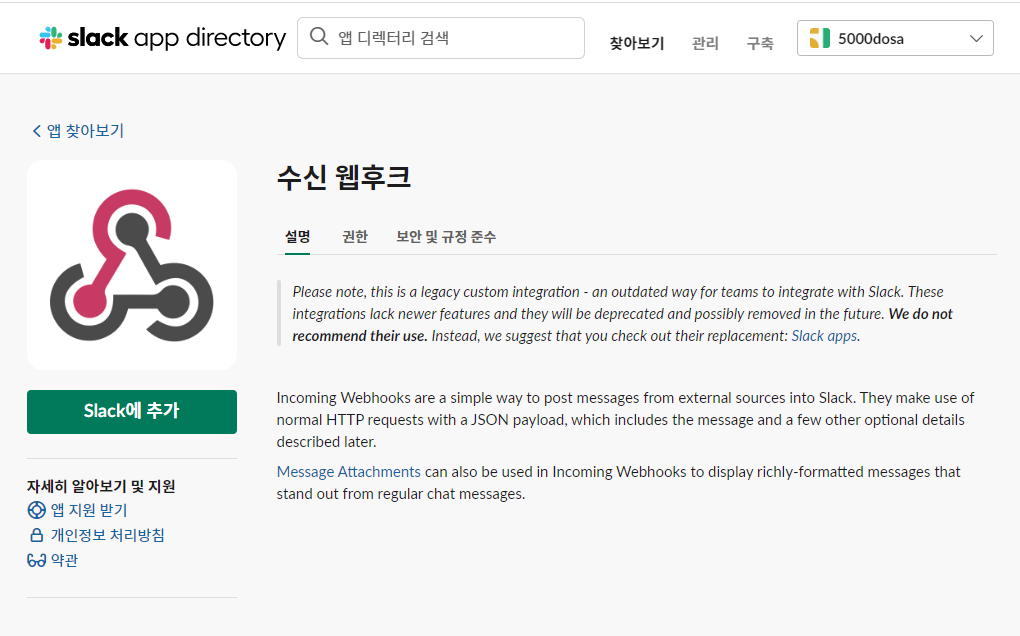 slack app directory
앱 디렉터리 검색
찾아보기
관리
구축
5000dosa
앱 찾아보기
수신 웹후크
설명
권한
보안 및 규정 준수
Please note, this is a legacy custom integration - an outdated way for teams to integrate with Slack. These
integrations lack newer features and they will be deprecated and possibly removed in the future. We do not
recommend their use. Instead, we suggest that you check out their replacement: Slack apps.
Slack에 추가
Incoming Webhooks are a simple way to post messages from external sources into Slack. They make use of
normal HTTP requests with a JSON payload, which includes the message and a few other optional details
described later.
Message Attachments can also be used in Incoming Webhooks to display richly-formatted messages that
stand out from regular chat messages.
자세히 알아보기 및 지원
앱 지원 받기
개인정보 처리방침
약관